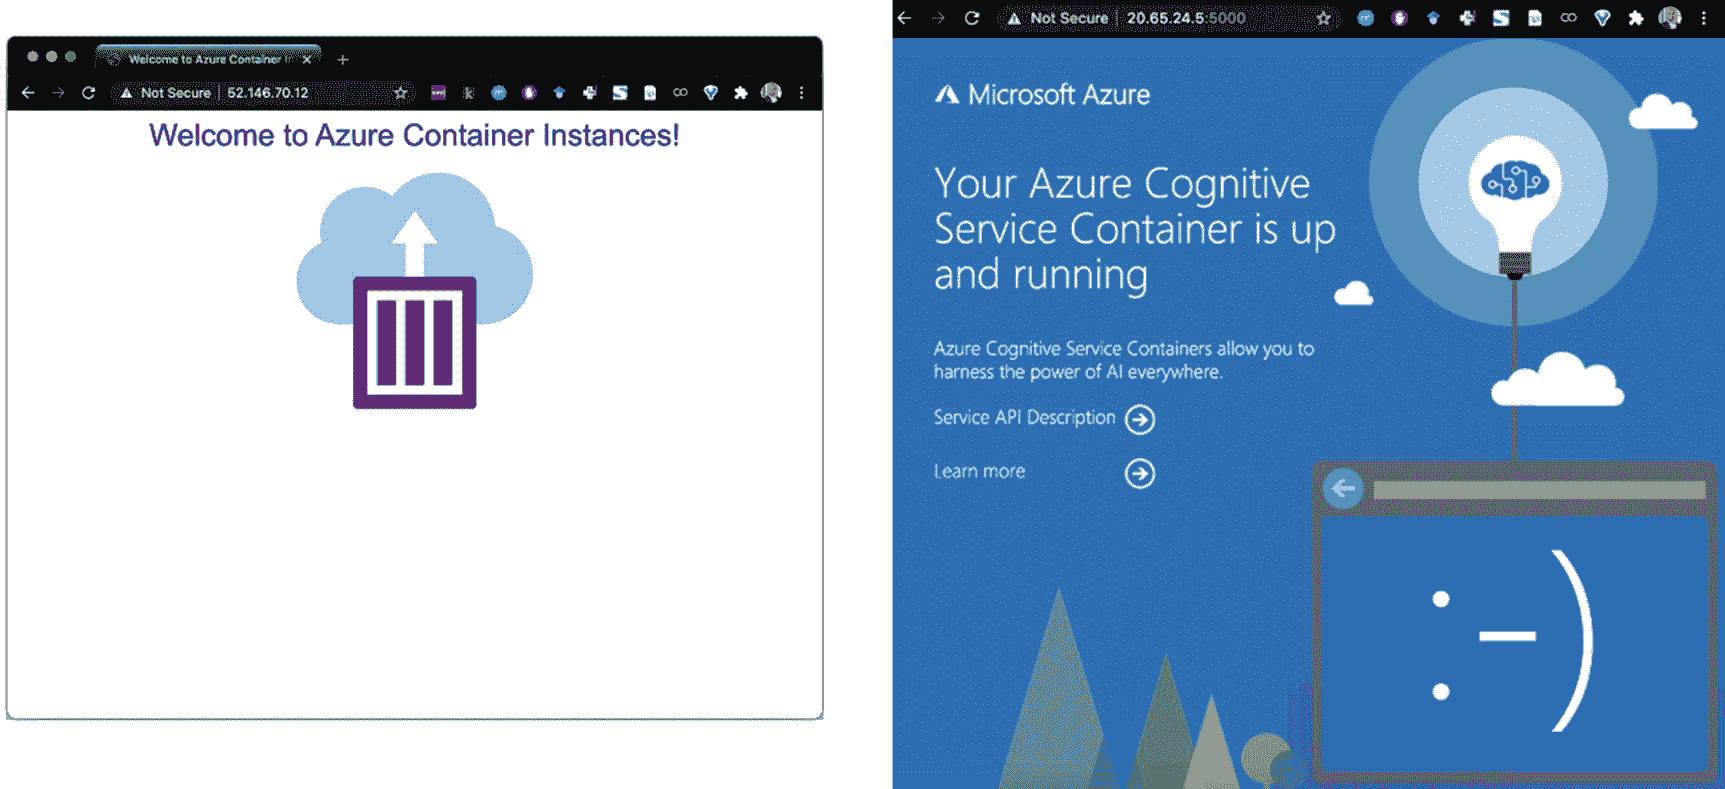 Welcome to Azure Container I
Not Secure | 52.146.70.12
Welcome to Azure Container Instances!
Not Secure | 20.65.24.5:5000
Microsoft Azure
Your Azure Cognitive
Service Container is up
and running
Azure Cognitive Service Containers allow you to
harness the power of AI everywhere.
Service API Description
Learn more
:-)